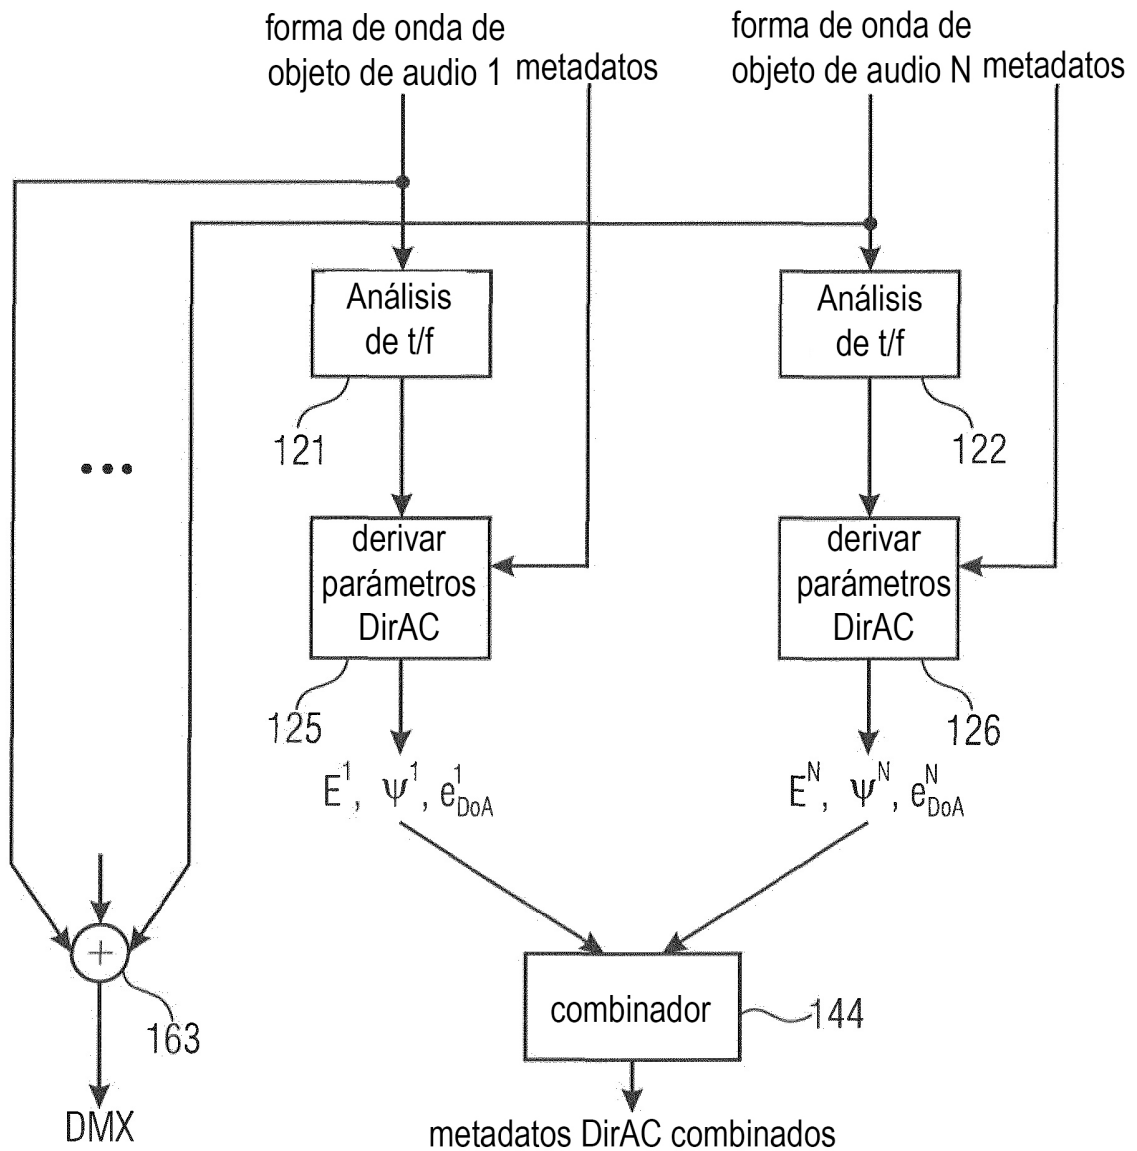 forma de onda de
objeto de audio 1 metadatos
forma de onda de
objeto de audio N metadatos
Análisis
de t/f
121
Análisis
de t/f
122
...
derivar
parámetros
DirAC
125
derivar
parámetros
DirAC
126
E¹, Ψ¹, e¹DoA
Eᴺ, Ψᴺ, eᴺDoA
+
163
combinador
144
DMX
metadatos DirAC combinados